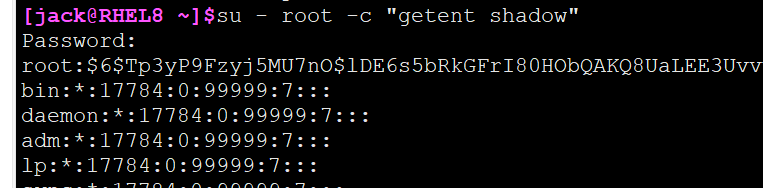 [jack@RHEL8 ~]$su - root -c "getent shadow"
Password:
root:$6$Tp3yP9Fzyj5MU7nO$lDE6s5bRkGFrI80HObQAKQ8UaLEE3Uvv
bin:*:17784:0:99999:7:::
daemon:*:17784:0:99999:7:::
adm:*:17784:0:99999:7:::
lp:*:17784:0:99999:7:::